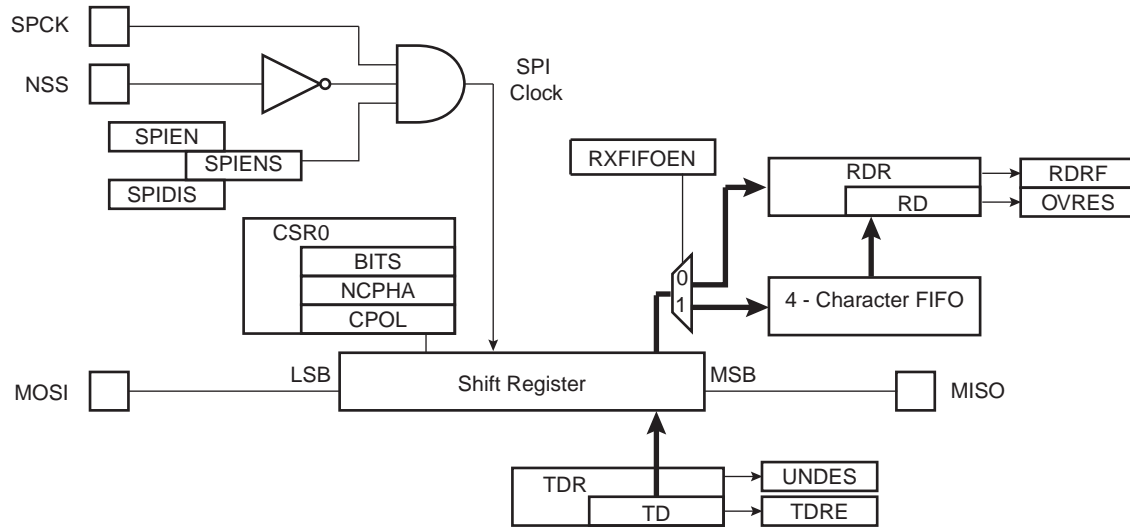 SPCK
NSS
SPI
Clock
SPIEN
SPIENS
SPIDIS
RXFIFOEN
RDR
RD
RDRF
OVRES
CSR0
BITS
NCPHA
CPOL
0
1
4 - Character FIFO
MOSI
LSB
Shift Register
MSB
MISO
TDR
TD
UNDES
TDRE